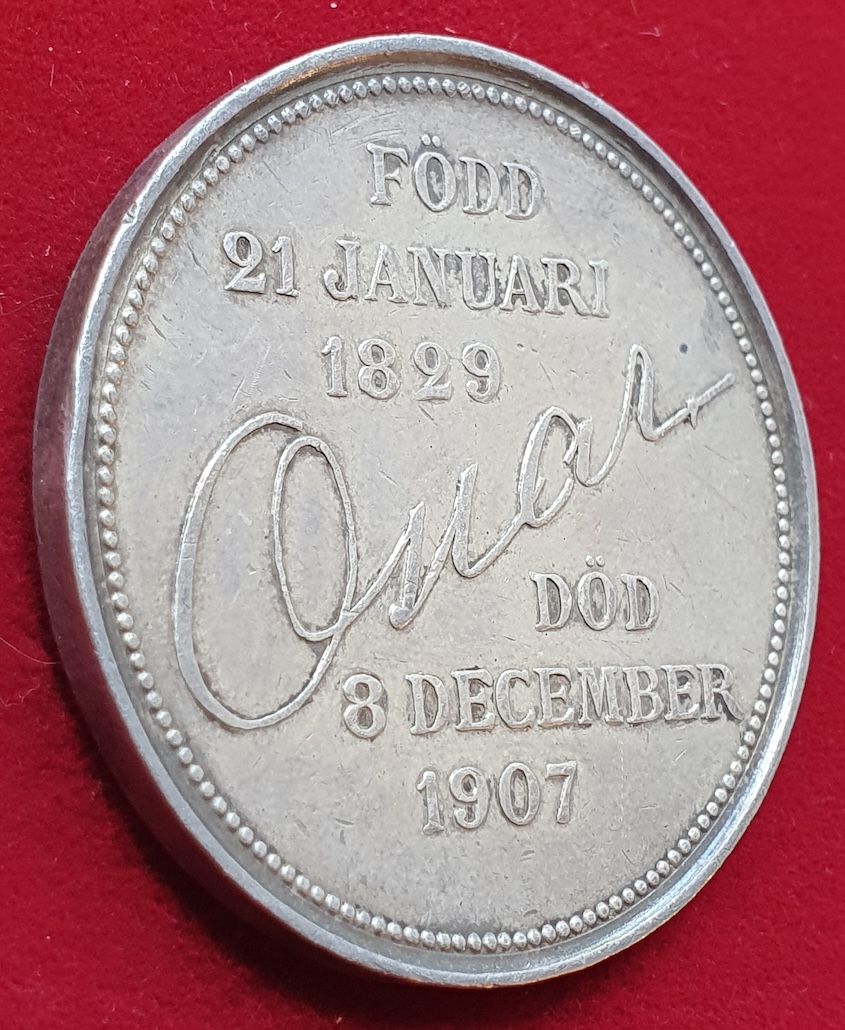 FÖDD
21 JANUARI
1829
Oscar
DÖD
8 DECEMBER
1907